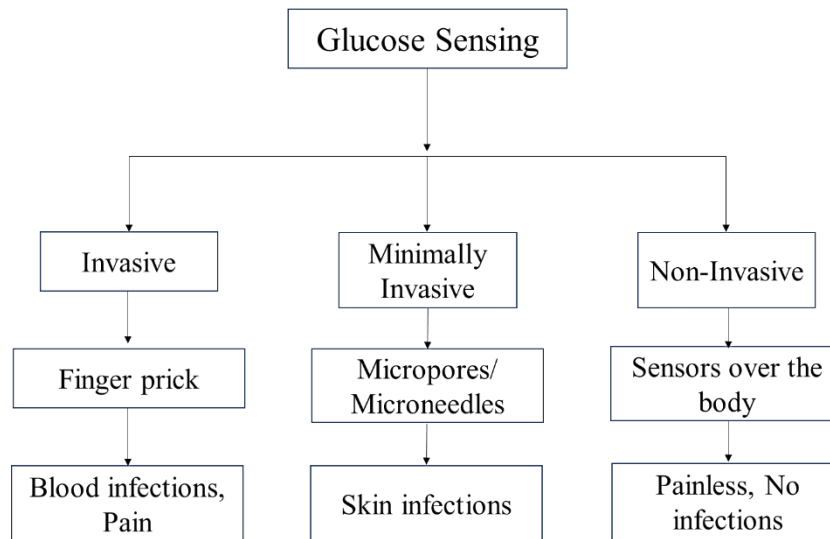 Glucose Sensing
Invasive
Minimally
Invasive
Non-Invasive
Finger prick
Micropores/
Microneedles
Sensors over the
body
Blood infections,
Pain
Skin infections
Painless, No
infections